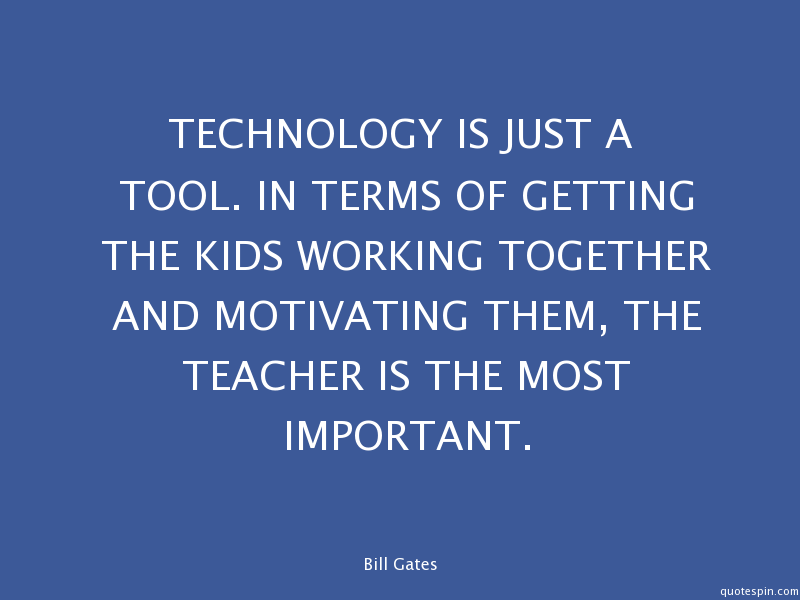 TECHNOLOGY IS JUST A
TOOL. IN TERMS OF GETTING
THE KIDS WORKING TOGETHER
AND MOTIVATING THEM, THE
TEACHER IS THE MOST
IMPORTANT.
Bill Gates
quotespin.com